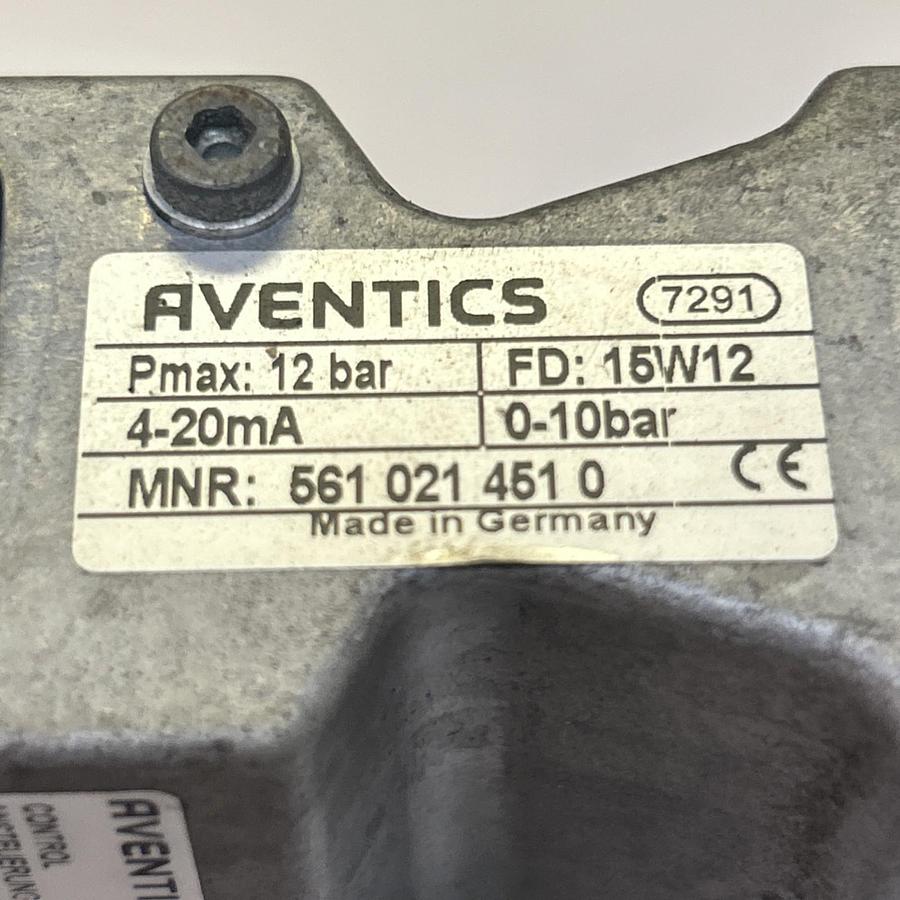 AVENTICS 7291
Pmax: 12 bar FD: 15W12
4-20mA 0-10bar
MNR: 561 021 451 0 CE
Made in Germany
AVENTI
CONTROL